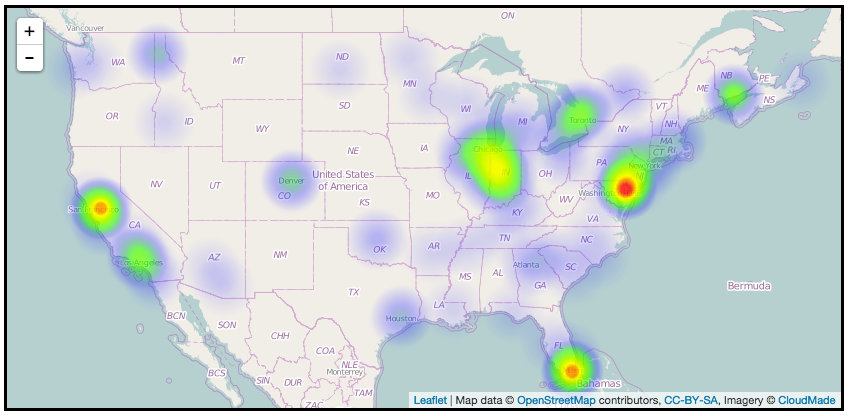 ON
Vancouver
+
WA
MT
ND
MN
NB
PE
ME
NS
OR
ID
SD
WI
MI
Toronto
VT
NH
NY
WY
MA
CT RI
IA
NE
Chicago
PA
New York
NV
UT
Denver
CO
United States
of America
IL
IN
OH
NJ
Washington
KS
MO
WV
San Francisco
CA
KY
VA
Los Angeles
AZ
NM
OK
AR
TN
NC
Atlanta
SC
MS
AL
GA
Bermuda
TX
LA
Houston
BCN
SON
CHH
FL
COA
NLE
Monterrey
BCS
SIN
DUR
TAM
ZAC
Bahamas
-
Leaflet | Map data © OpenStreetMap contributors, CC-BY-SA, Imagery © CloudMade